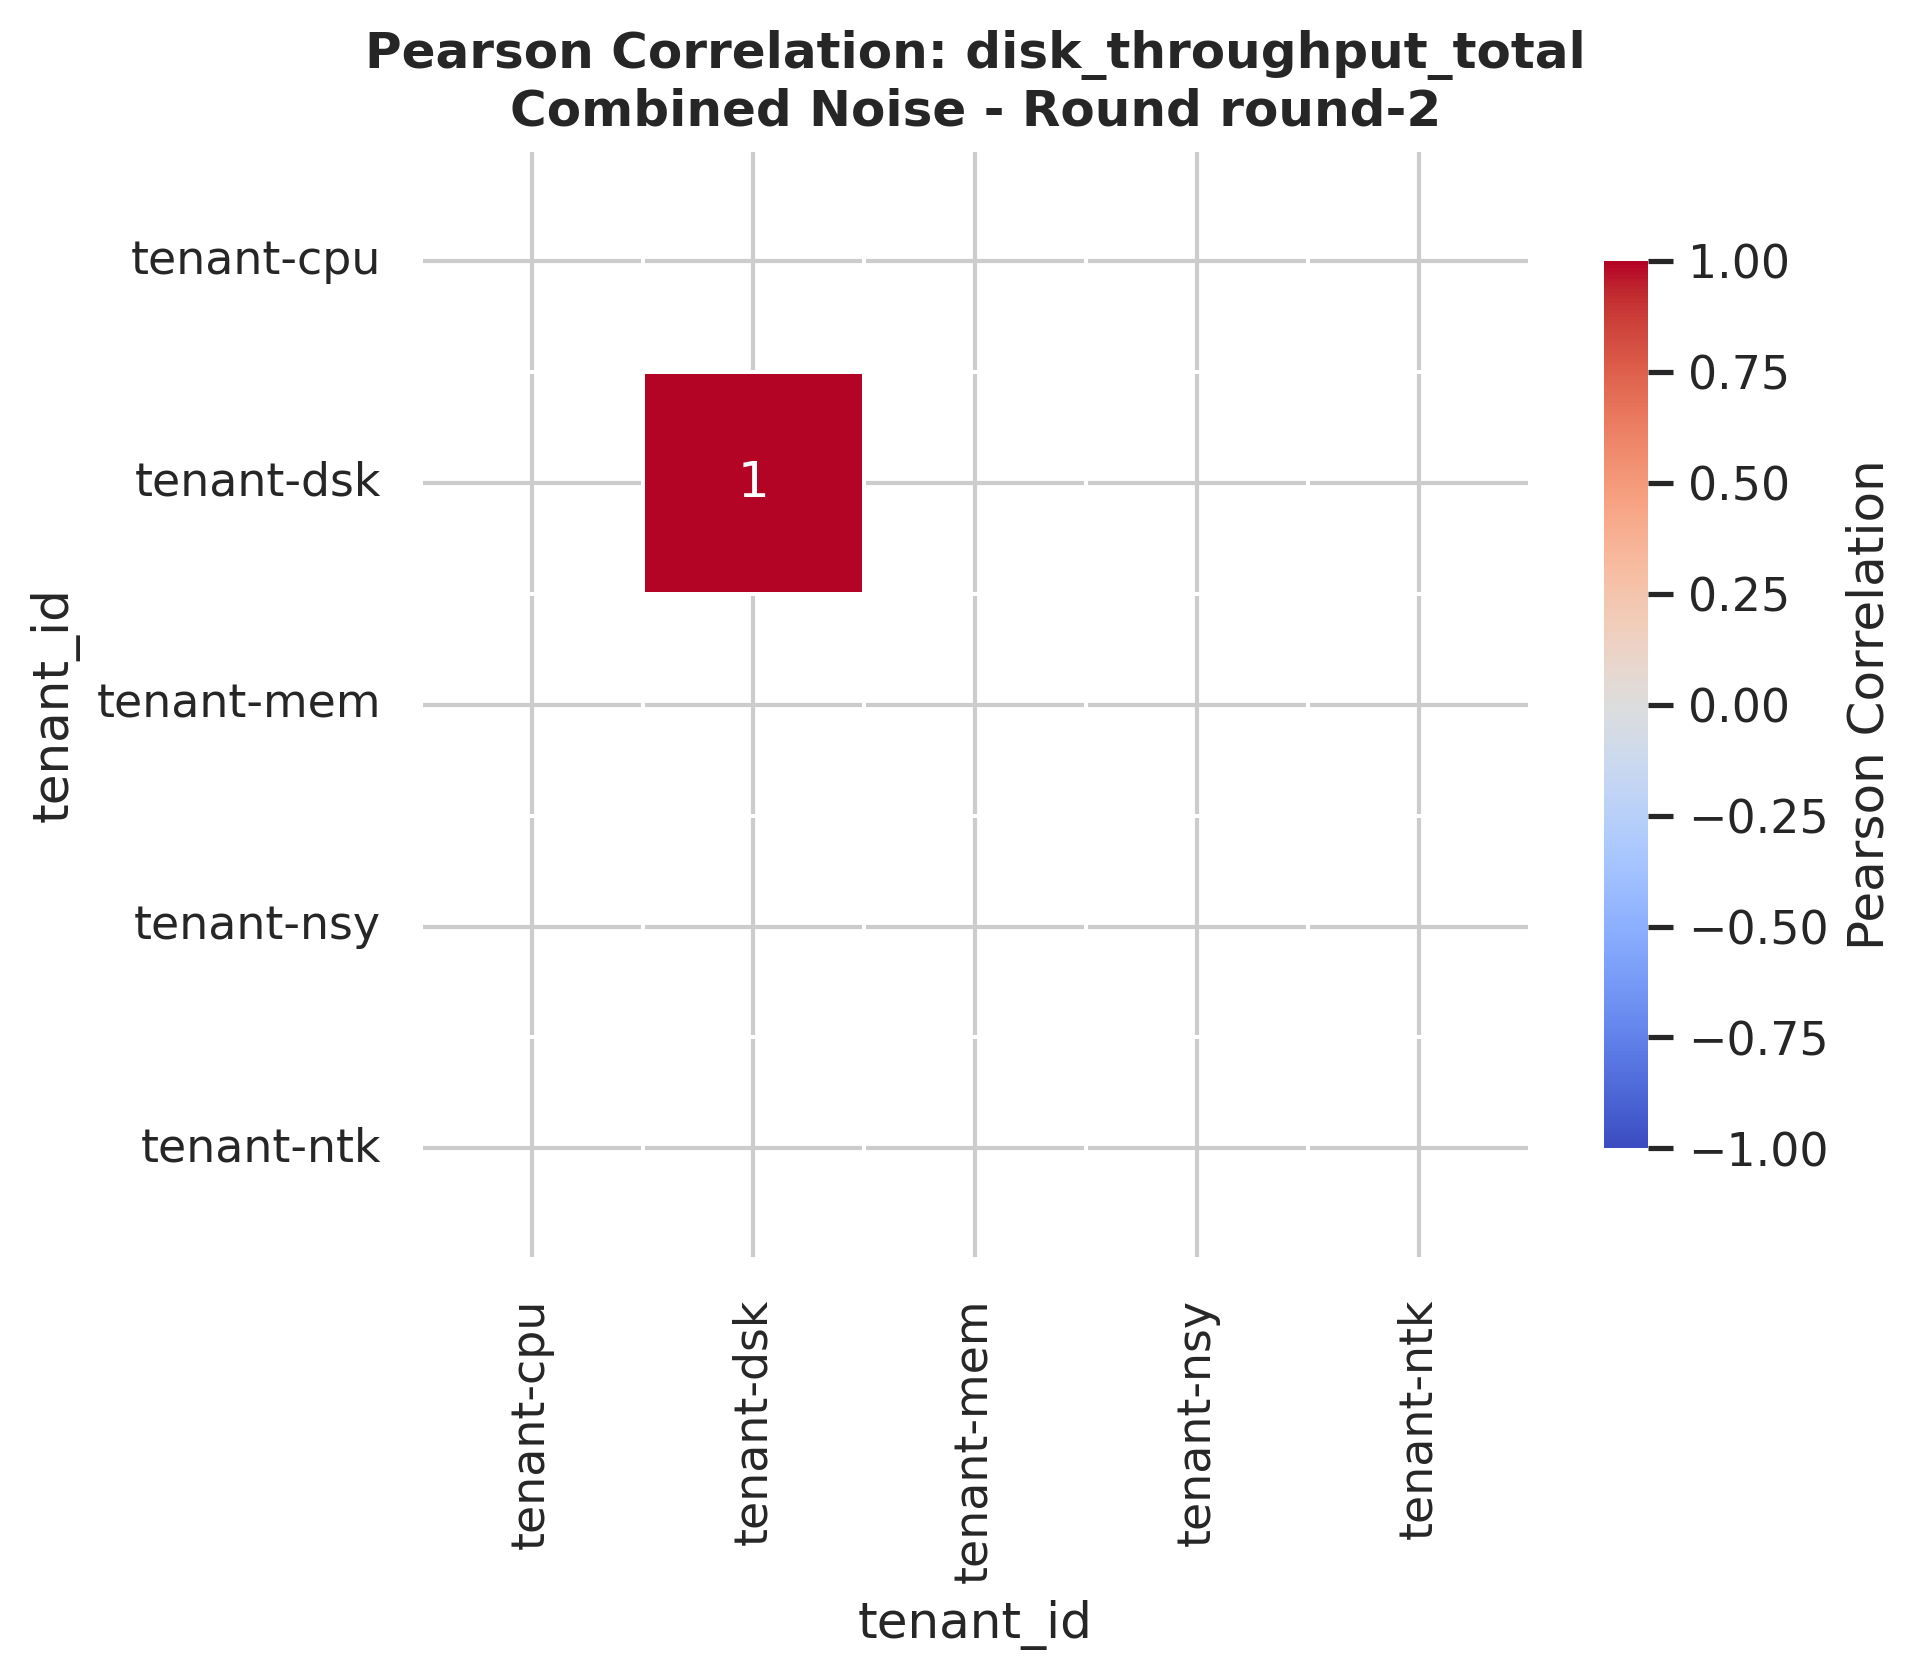 Pearson Correlation: disk_throughput_total
Combined Noise - Round round-2
tenant_id
tenant-cpu
tenant-dsk
tenant-mem
tenant-nsy
tenant-ntk
1
tenant-cpu
tenant-dsk
tenant-mem
tenant-nsy
tenant-ntk
tenant_id
1.00
0.75
0.50
0.25
0.00
−0.25
−0.50
−0.75
−1.00
Pearson Correlation